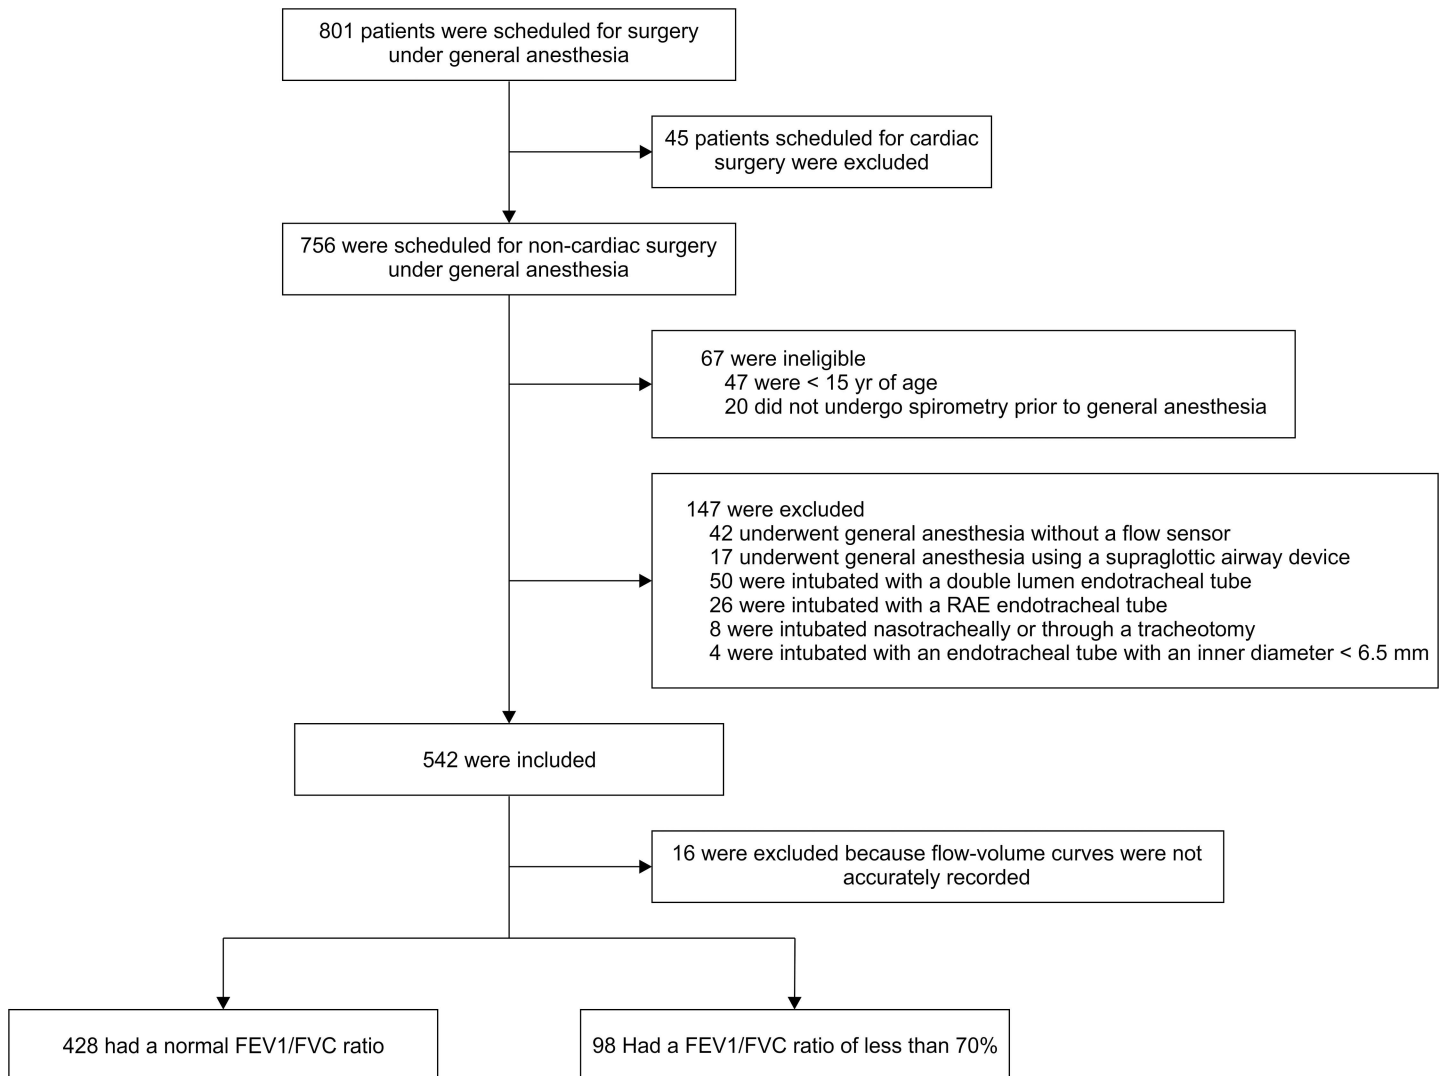 801 patients were scheduled for surgery
under general anesthesia
45 patients scheduled for cardiac
surgery were excluded
756 were scheduled for non-cardiac surgery
under general anesthesia
67 were ineligible
47 were < 15 yr of age
20 did not undergo spirometry prior to general anesthesia
147 were excluded
42 underwent general anesthesia without a flow sensor
17 underwent general anesthesia using a supraglottic airway device
50 were intubated with a double lumen endotracheal tube
26 were intubated with a RAE endotracheal tube
8 were intubated nasotracheally or through a tracheotomy
4 were intubated with an endotracheal tube with an inner diameter < 6.5 mm
542 were included
16 were excluded because flow-volume curves were not
accurately recorded
428 had a normal FEV1/FVC ratio
98 Had a FEV1/FVC ratio of less than 70%